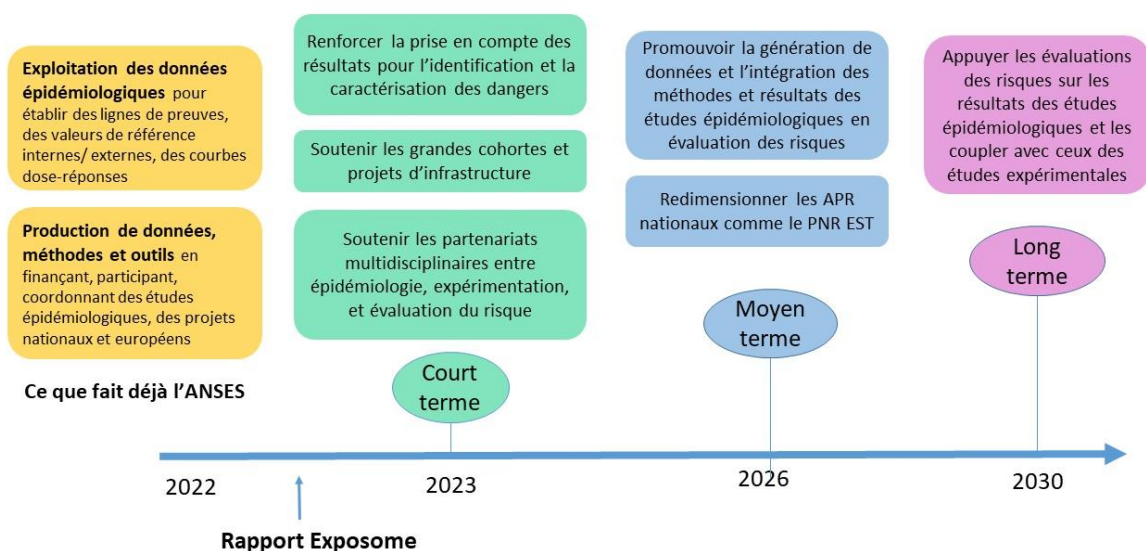 Exploitation des données
épidémiologiques pour
établir des lignes de preuves,
des valeurs de référence
internes/ externes, des courbes
dose-réponses
Production de données,
méthodes et outils en
finançant, participant,
coordonnant des études
épidémiologiques, des projets
nationaux et européens
Ce que fait déjà l’ANSES
Renforcer la prise en compte des
résultats pour l’identification et la
caractérisation des dangers
Soutenir les grandes cohortes et
projets d’infrastructure
Soutenir les partenariats
multidisciplinaires entre
épidémiologie, expérimentation,
et évaluation du risque
Court
terme
Promouvoir la génération de
données et l’intégration des
méthodes et résultats des
études épidémiologiques en
évaluation des risques
Redimensionner les APR
nationaux comme le PNR EST
Moyen
terme
Appuyer les évaluations
des risques sur les
résultats des études
épidémiologiques et les
coupler avec ceux des
études expérimentales
Long
terme
2022
2023
2026
2030
Rapport Exposome